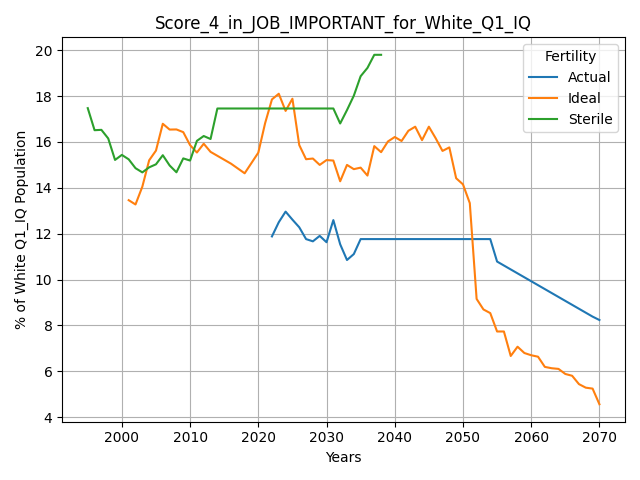 Score_4_in_JOB_IMPORTANT_for_White_Q1_IQ
% of White Q1_IQ Population
20
18
16
14
12
10
8
6
4
Fertility
Actual
Ideal
Sterile
2000 2010 2020 2030 2040 2050 2060 2070
Years